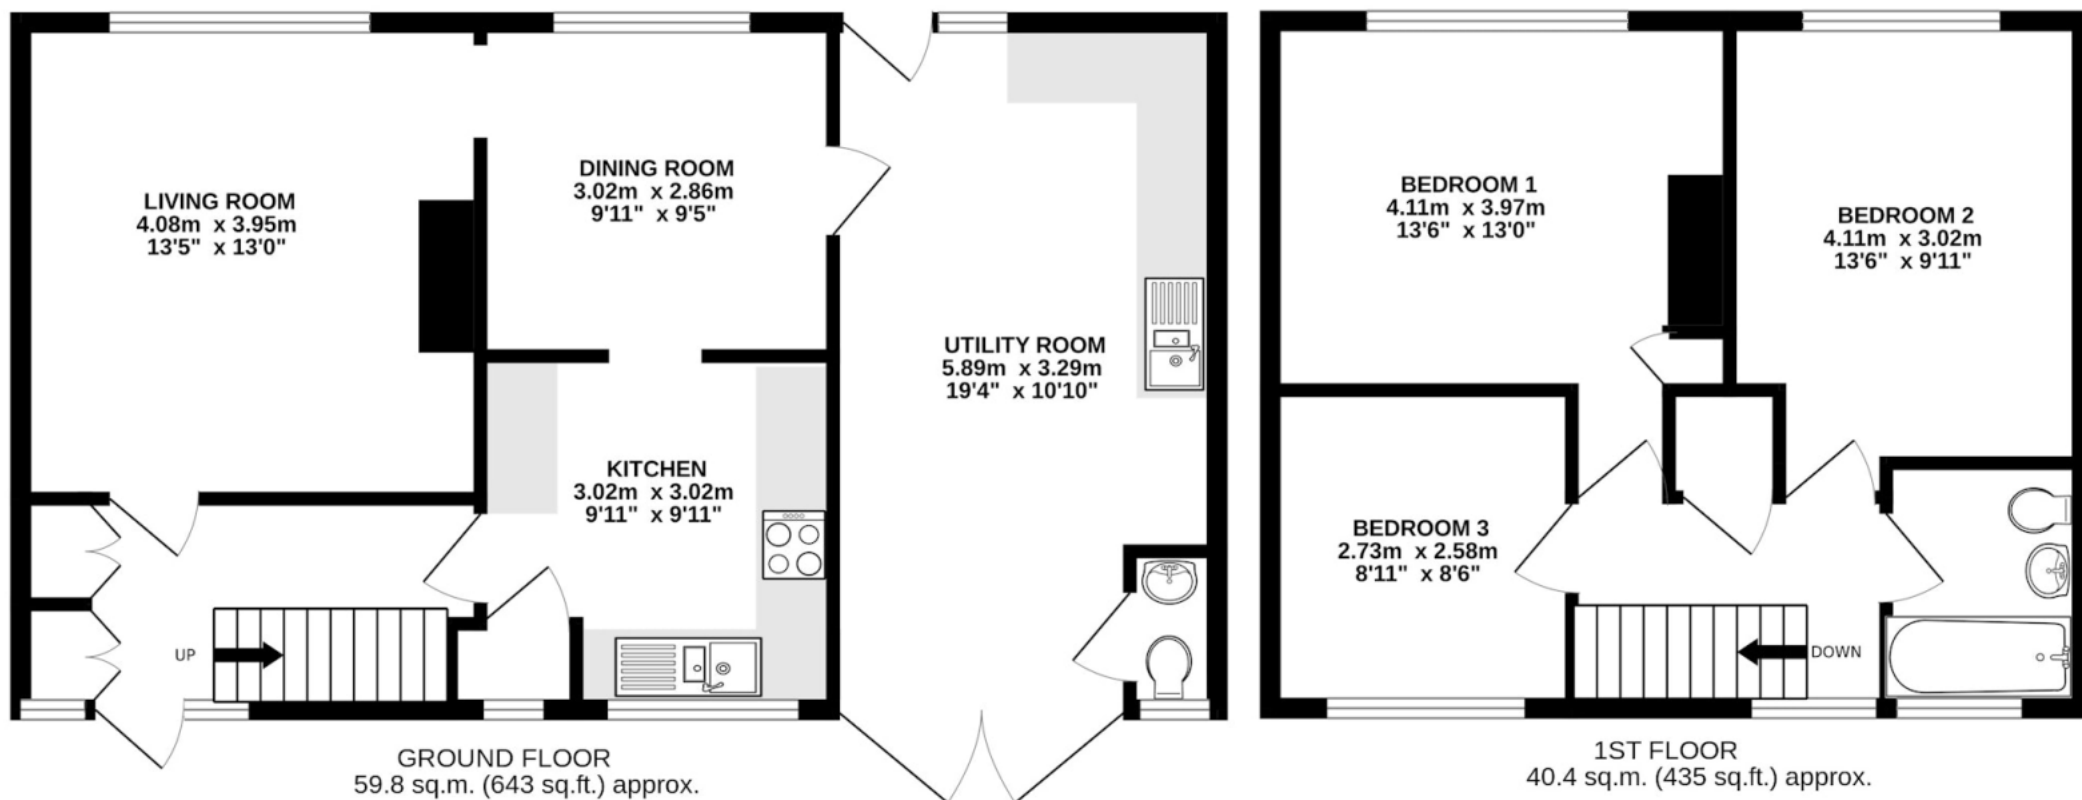 LIVING ROOM
4.08m x 3.95m
13'5" x 13'0"
DINING ROOM
3.02m x 2.86m
9'11" x 9'5"
KITCHEN
3.02m x 3.02m
9'11" x 9'11"
UTILITY ROOM
5.89m x 3.29m
19'4" x 10'10"
UP
GROUND FLOOR
59.8 sq.m. (643 sq.ft.) approx.
BEDROOM 1
4.11m x 3.97m
13'6" x 13'0"
BEDROOM 2
4.11m x 3.02m
13'6" x 9'11"
BEDROOM 3
2.73m x 2.58m
8'11" x 8'6"
DOWN
1ST FLOOR
40.4 sq.m. (435 sq.ft.) approx.